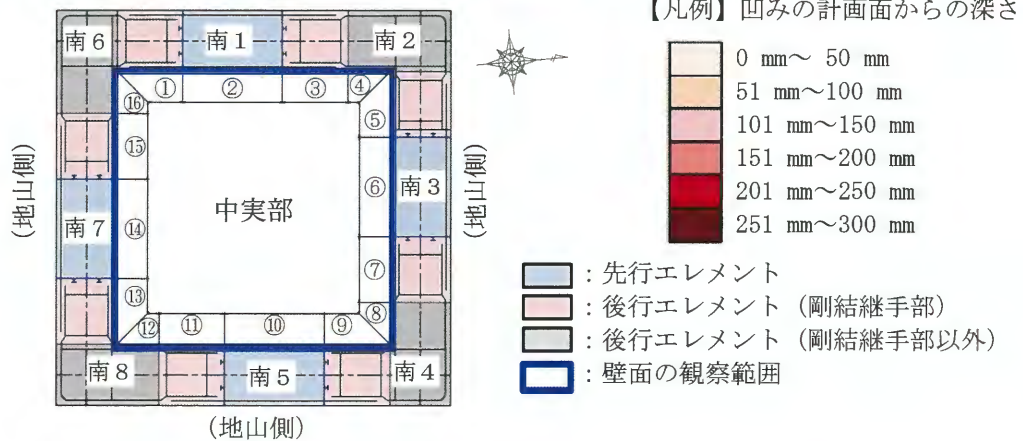 【凡例】凹みの計画面からの深さ
0 mm～ 50 mm
51 mm～100 mm
101 mm～150 mm
151 mm～200 mm
201 mm～250 mm
251 mm～300 mm
南6
南1
南2
①
②
③
④
⑯
⑤
⑮
(地山側)
中実部
⑥
南3
(地山側)
南7
⑭
⑦
⑬
⑧
⑫
⑪
⑩
⑨
南8
南5
南4
(地山側)
：先行エレメント
：後行エレメント（剛結継手部）
：後行エレメント（剛結継手部以外）
：壁面の観察範囲